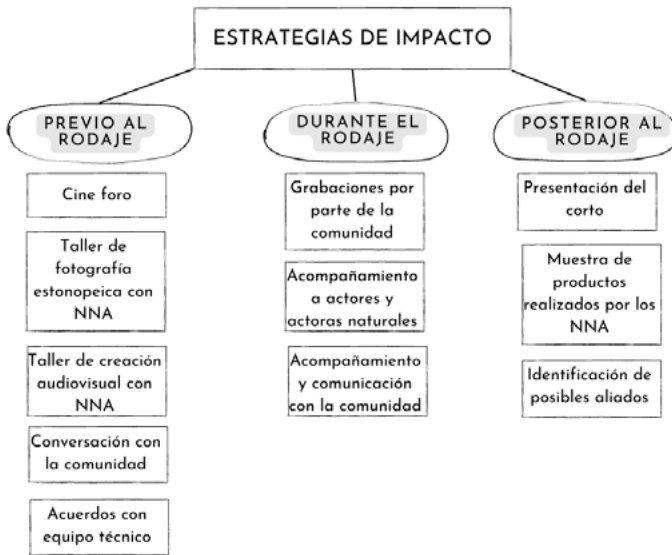 ESTRATEGIAS DE IMPACTO
PREVIO AL
RODAJE
Cine foro
Taller de
fotografía
estonopeica con
NNA
Taller de creación
audiovisual con
NNA
Conversación con
la comunidad
Acuerdos con
equipo técnico
DURANTE EL
RODAJE
Grabaciones por
parte de la
comunidad
Acompañamiento
a actores y
actoras naturales
Acompañamiento
y comunicación
con la comunidad
POSTERIOR AL
RODAJE
Presentación del
corto
Muestra de
productos
realizados por los
NNA
Identificación de
posibles aliados